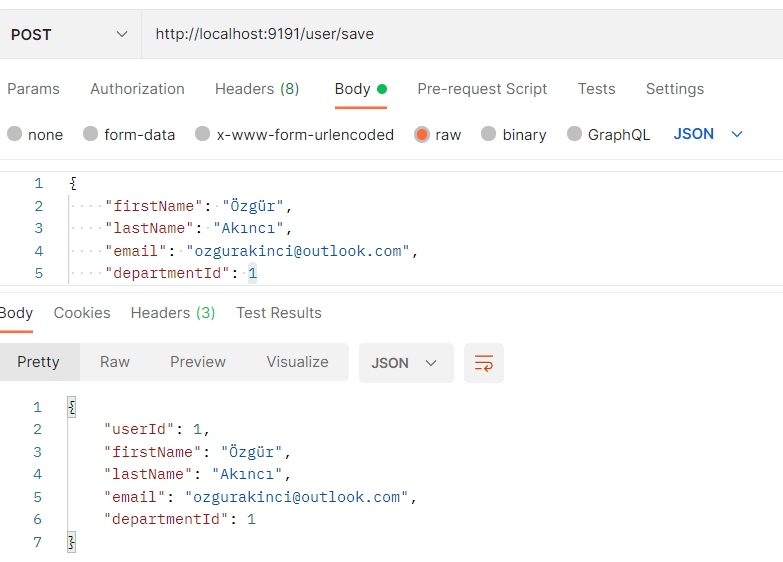 POST http://localhost:9191/user/save
Params Authorization Headers (8) Body Pre-request Script Tests Settings
none form-data x-www-form-urlencoded raw binary GraphQL JSON
1 {
2 "firstName": "Özgür",
3 "lastName": "Akıncı",
4 "email": "ozgurakinci@outlook.com",
5 "departmentId": 1
Body Cookies Headers (3) Test Results
Pretty Raw Preview Visualize JSON
1 {
2 "userId": 1,
3 "firstName": "Özgür",
4 "lastName": "Akıncı",
5 "email": "ozgurakinci@outlook.com",
6 "departmentId": 1
7 }